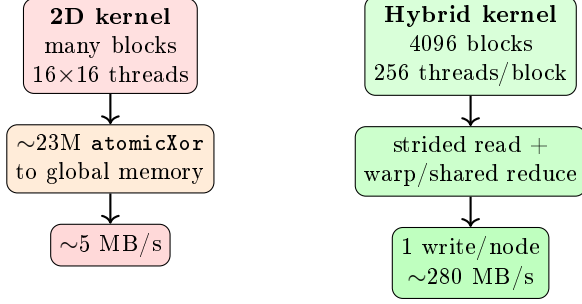 2D kernel
many blocks
16×16 threads
~23M atomicXor
to global memory
~5 MB/s
Hybrid kernel
4096 blocks
256 threads/block
strided read +
warp/shared reduce
1 write/node
~280 MB/s